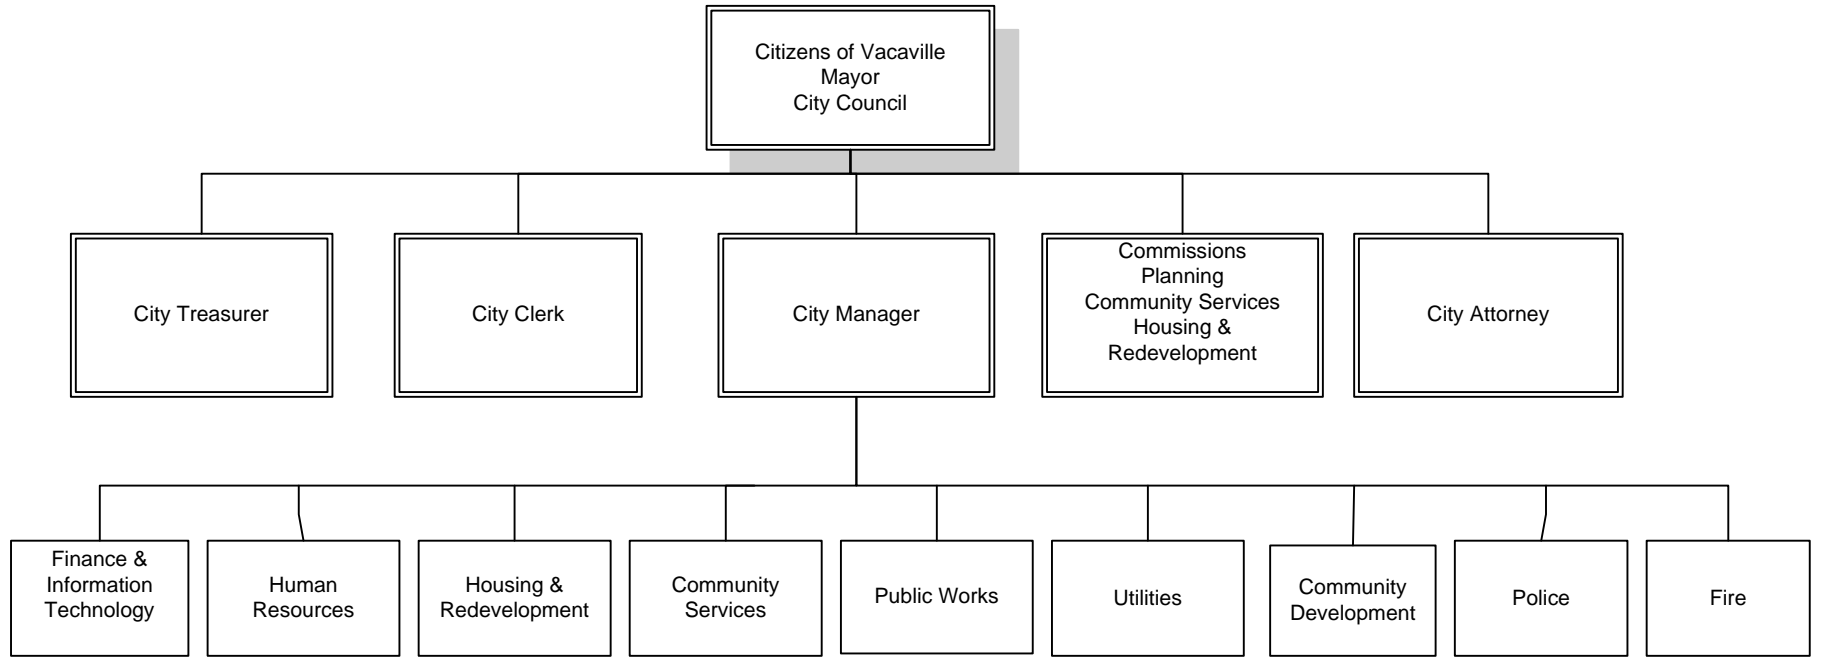 Citizens of Vacaville
Mayor
City Council
City Treasurer
City Clerk
City Manager
Commissions
Planning
Community Services
Housing &
Redevelopment
City Attorney
Finance &
Information
Technology
Human
Resources
Housing &
Redevelopment
Community
Services
Public Works
Utilities
Community
Development
Police
Fire